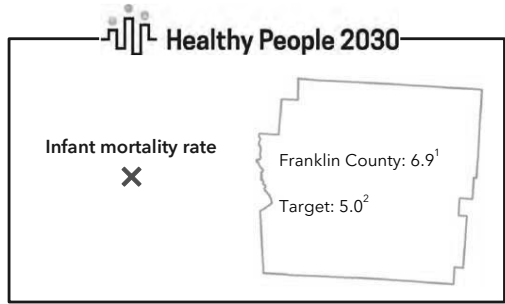 Healthy People 2030
Infant mortality rate
Franklin County: 6.9¹
Target: 5.0²